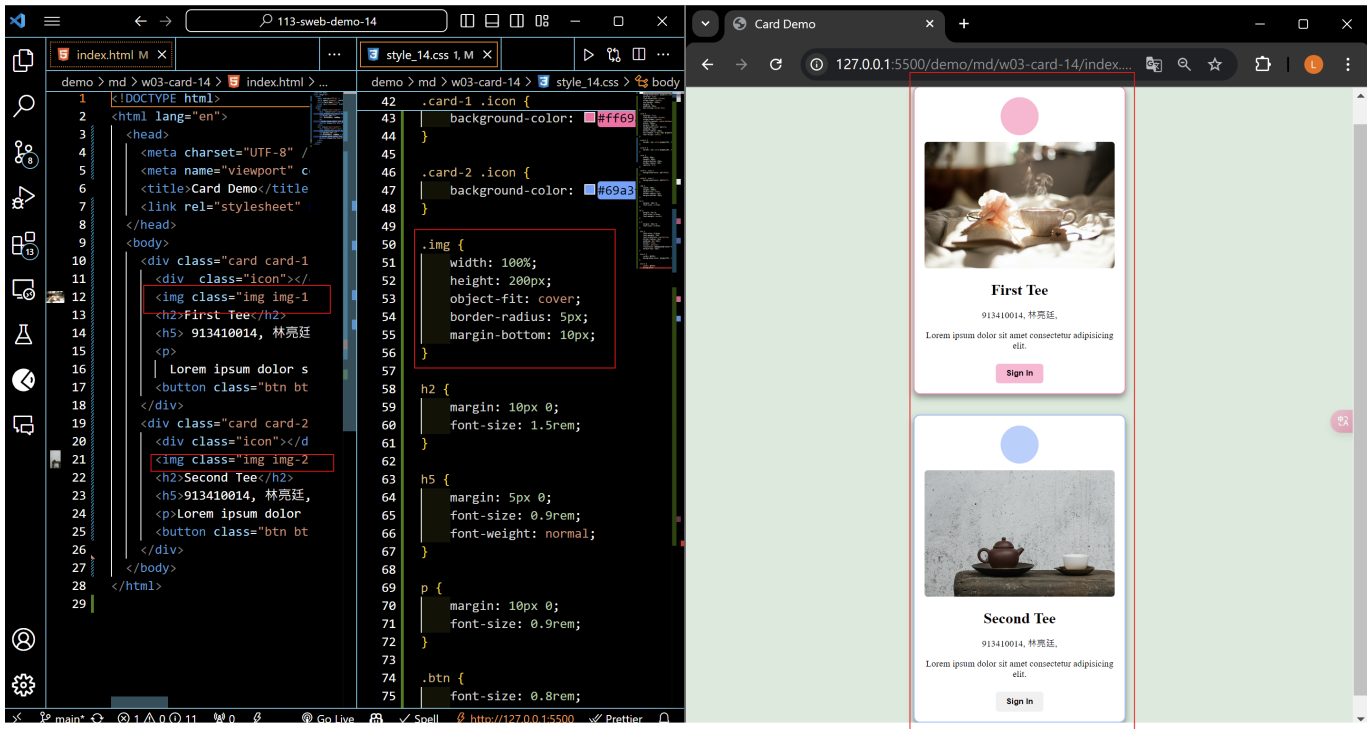 113-sweb-demo-14
index.html M
style_14.css 1, M
demo > md > w03-card-14 > index.html > ...
demo > md > w03-card-14 > style_14.css > body
1 <!DOCTYPE html>
2 <html lang="en">
3 <head>
4 <meta charset="UTF-8" /
5 <meta name="viewport" c
6 <title>Card Demo</title
7 <link rel="stylesheet"
8 </head>
9 <body>
10 <div class="card card-1
11 <div  class="icon"></
12 <img class="img img-1
13 <h2>First Tee</h2>
14 <h5> 913410014, 林亮廷
15 <p>
16 Lorem ipsum dolor s
17 <button class="btn bt
18 </div>
19 <div class="card card-2
20 <div class="icon"></d
21 <img class="img img-2
22 <h2>Second Tee</h2>
23 <h5>913410014, 林亮廷,
24 <p>Lorem ipsum dolor
25 <button class="btn bt
26 </div>
27 </body>
28 </html>
29
42 .card-1 .icon {
43 background-color: #ff69
44 }
45
46 .card-2 .icon {
47 background-color: #69a3
48 }
49
50 .img {
51 width: 100%;
52 height: 200px;
53 object-fit: cover;
54 border-radius: 5px;
55 margin-bottom: 10px;
56 }
57
58 h2 {
59 margin: 10px 0;
60 font-size: 1.5rem;
61 }
62
63 h5 {
64 margin: 5px 0;
65 font-size: 0.9rem;
66 font-weight: normal;
67 }
68
69 p {
70 margin: 10px 0;
71 font-size: 0.9rem;
72 }
73
74 .btn {
75 font-size: 0.8rem;
8
13
main* 1 0 11 0 Go Live Spell http://127.0.0.1:5500 Prettier
Card Demo
127.0.0.1:5500/demo/md/w03-card-14/index....
L
First Tee
913410014, 林亮廷,
Lorem ipsum dolor sit amet consectetur adipisicing
elit.
Sign In
Second Tee
913410014, 林亮廷,
Lorem ipsum dolor sit amet consectetur adipisicing
elit.
Sign In